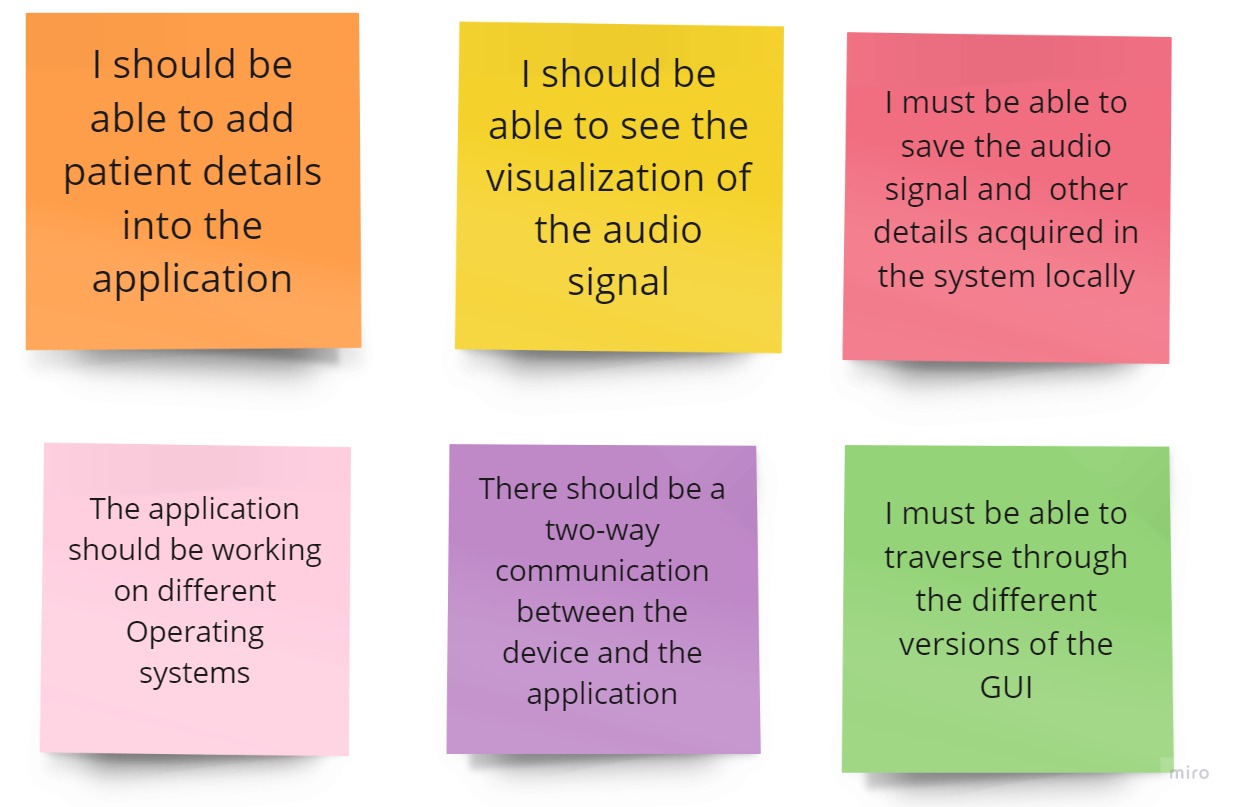 I should be
able to add
patient details
into the
application
I should be
able to see the
visualization of
the audio
signal
I must be able to
save the audio
signal and  other
details acquired in
the system locally
The application
should be working
on different
Operating
systems
There should be a
two-way
communication
between the
device and the
application
I must be able to
traverse through
the different
versions of the
GUI
miro